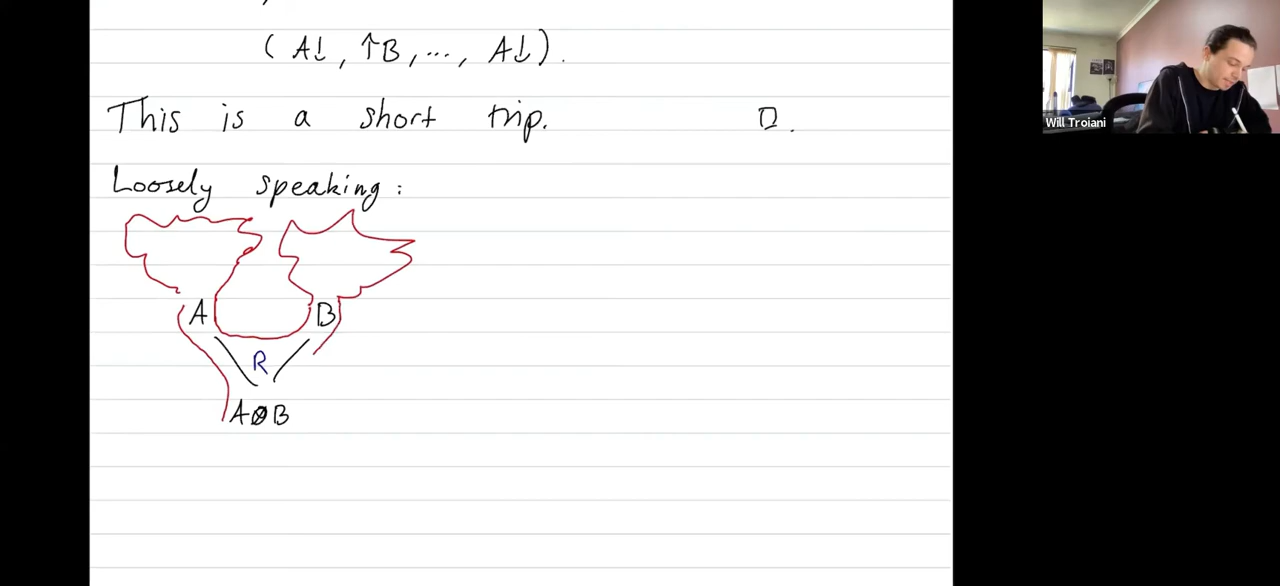 ( A↓ , ↑B , ... , A↓ ) .
This is a short trip. □ .
Will Troiani
Loosely speaking :
A B
R
A⊗B